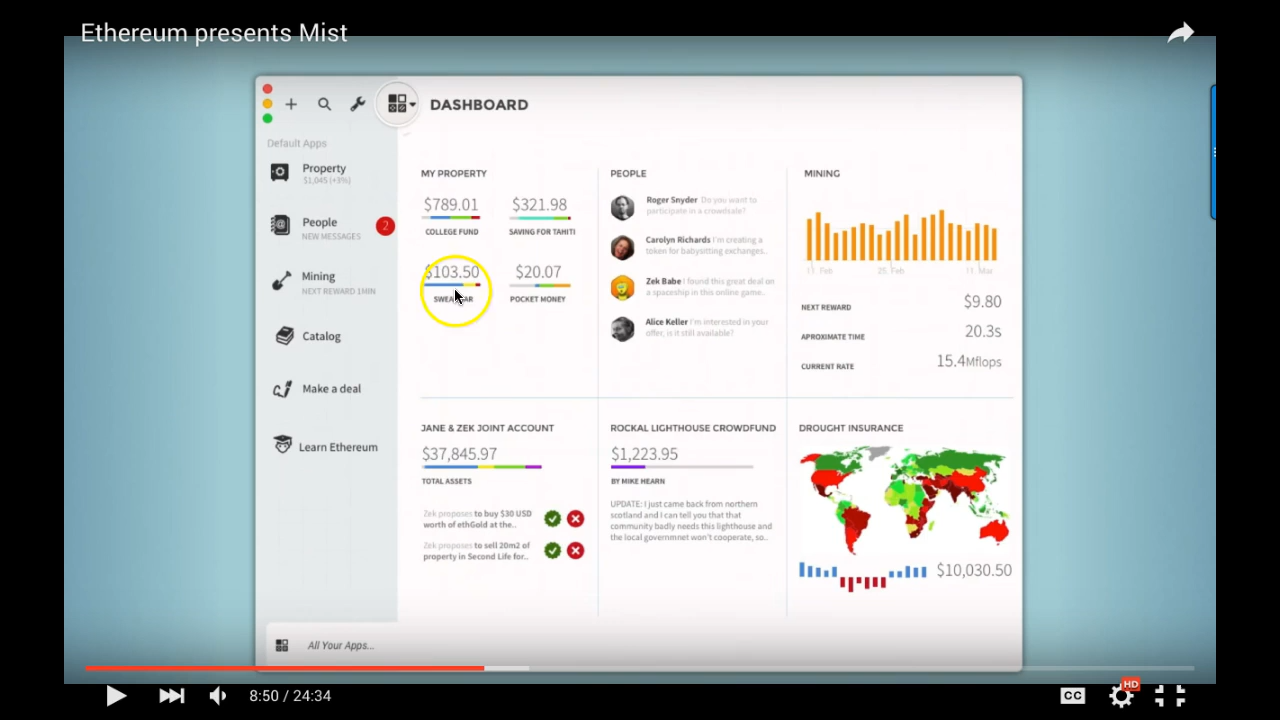 Ethereum presents Mist
DASHBOARD
Default Apps
Property
$1,045 (+3%)
People
NEW MESSAGES
2
Mining
NEXT REWARD 1MIN
Catalog
Make a deal
Learn Ethereum
All Your Apps...
MY PROPERTY
$789.01
$321.98
COLLEGE FUND
SAVING FOR TAHITI
$103.50
$20.07
POCKET MONEY
PEOPLE
Roger Snyder Do you want to
participate in a crowdsale?
Carolyn Richards I'm creating a
token for babysitting exchanges..
Zek Babe I found this great deal on
a spaceship in this online game..
Alice Keller I'm interested in your
offer, is it still available?
MINING
11. Feb
25. Feb
11. Mar
NEXT REWARD
$9.80
APROXIMATE TIME
20.3s
CURRENT RATE
15.4Mflops
JANE & ZEK JOINT ACCOUNT
$37,845.97
TOTAL ASSETS
Zek proposes to buy $30 USD
worth of ethGold at the..
Zek proposes to sell 20m2 of
property in Second Life for..
ROCKAL LIGHTHOUSE CROWDFUND
$1,223.95
BY MIKE HEARN
UPDATE: I just came back from northern
scotland and I can tell you that that
community badly needs this lighthouse and
the local governmnet won't cooperate, so..
DROUGHT INSURANCE
$10,030.50
8:50 / 24:34
CC
HD